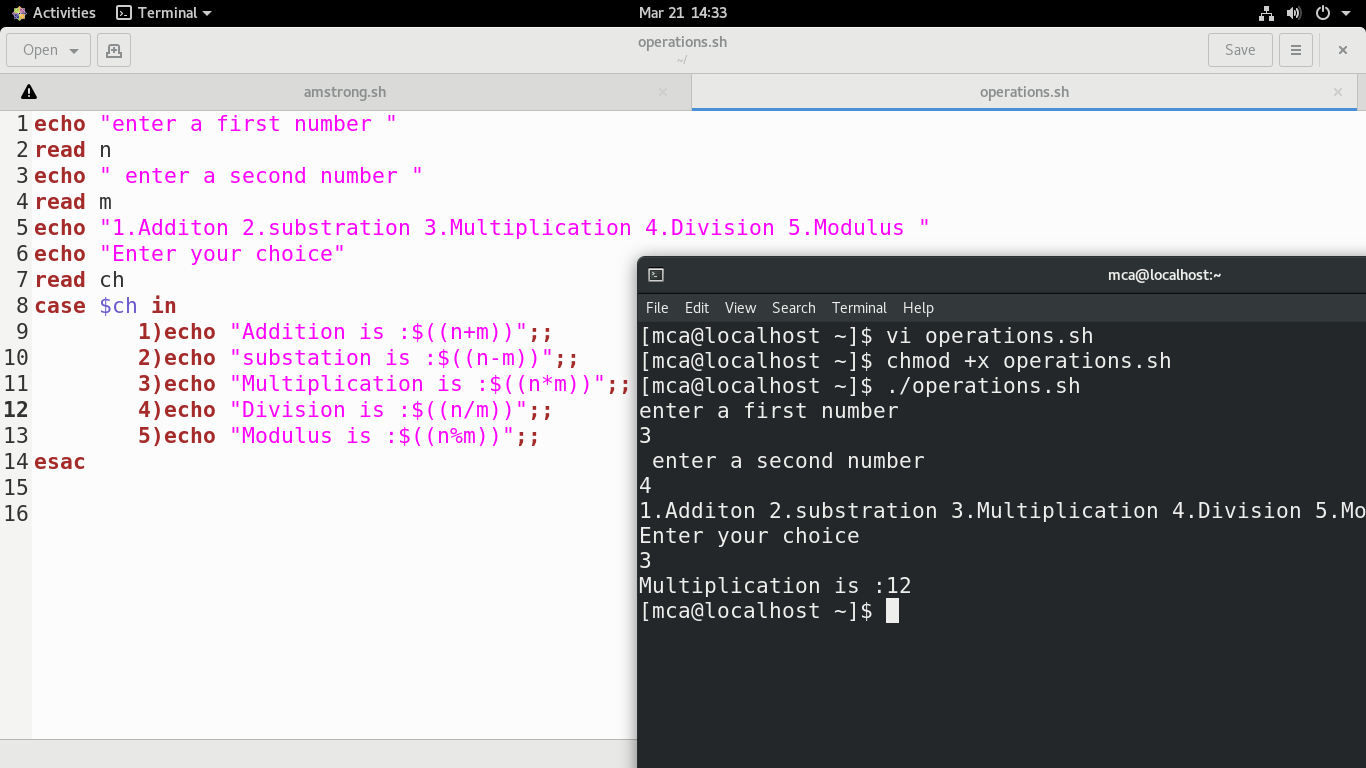 Activities Terminal Mar 21 14:33
Open operations.sh Save
~/
amstrong.sh operations.sh
1 echo "enter a first number "
2 read n
3 echo " enter a second number "
4 read m
5 echo "1.Additon 2.substration 3.Multiplication 4.Division 5.Modulus "
6 echo "Enter your choice"
7 read ch
8 case $ch in
9 1)echo "Addition is :$((n+m))";;
10 2)echo "substation is :$((n-m))";;
11 3)echo "Multiplication is :$((n*m))";;
12 4)echo "Division is :$((n/m))";;
13 5)echo "Modulus is :$((n%m))";;
14 esac
15
16
mca@localhost:~
File Edit View Search Terminal Help
[mca@localhost ~]$ vi operations.sh
[mca@localhost ~]$ chmod +x operations.sh
[mca@localhost ~]$ ./operations.sh
enter a first number
3
 enter a second number
4
1.Additon 2.substration 3.Multiplication 4.Division 5.Mo
Enter your choice
3
Multiplication is :12
[mca@localhost ~]$